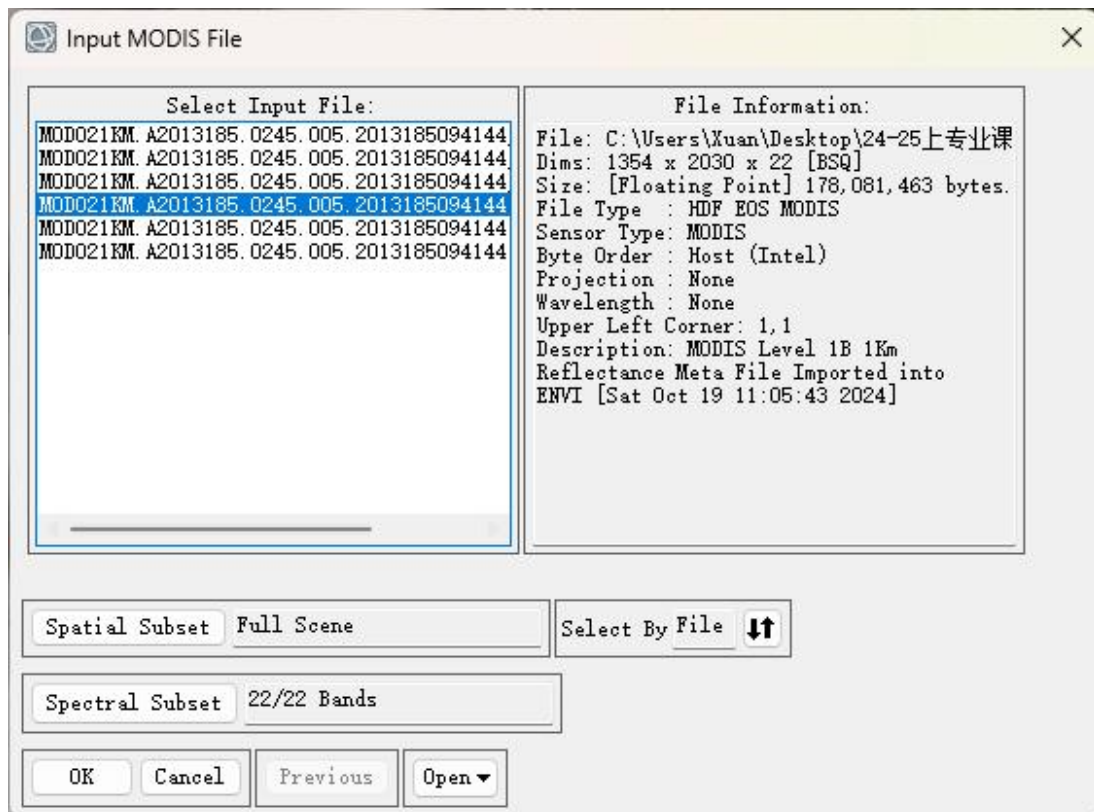 Input MODIS File
Select Input File:
MOD021KM. A2013185. 0245. 005. 2013185094144
MOD021KM. A2013185. 0245. 005. 2013185094144
MOD021KM. A2013185. 0245. 005. 2013185094144
MOD021KM. A2013185. 0245. 005. 2013185094144
MOD021KM. A2013185. 0245. 005. 2013185094144
MOD021KM. A2013185. 0245. 005. 2013185094144
File Information:
File: C:\Users\Xuan\Desktop\24-25上专业课
Dims: 1354 x 2030 x 22 [BSQ]
Size: [Floating Point] 178,081,463 bytes.
File Type  : HDF EOS MODIS
Sensor Type: MODIS
Byte Order : Host (Intel)
Projection : None
Wavelength : None
Upper Left Corner: 1,1
Description: MODIS Level 1B 1Km
Reflectance Meta File Imported into
ENVI [Sat Oct 19 11:05:43 2024]
Spatial Subset Full Scene
Select By File
Spectral Subset 22/22 Bands
OK Cancel Previous Open